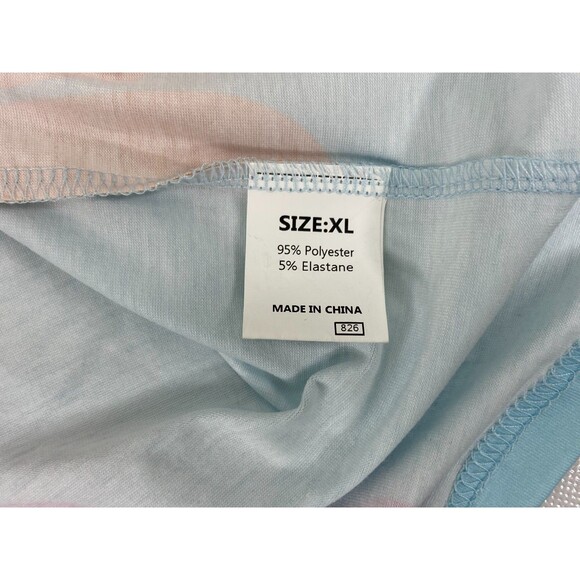 SIZE:XL
95% Polyester
5% Elastane
MADE IN CHINA
826